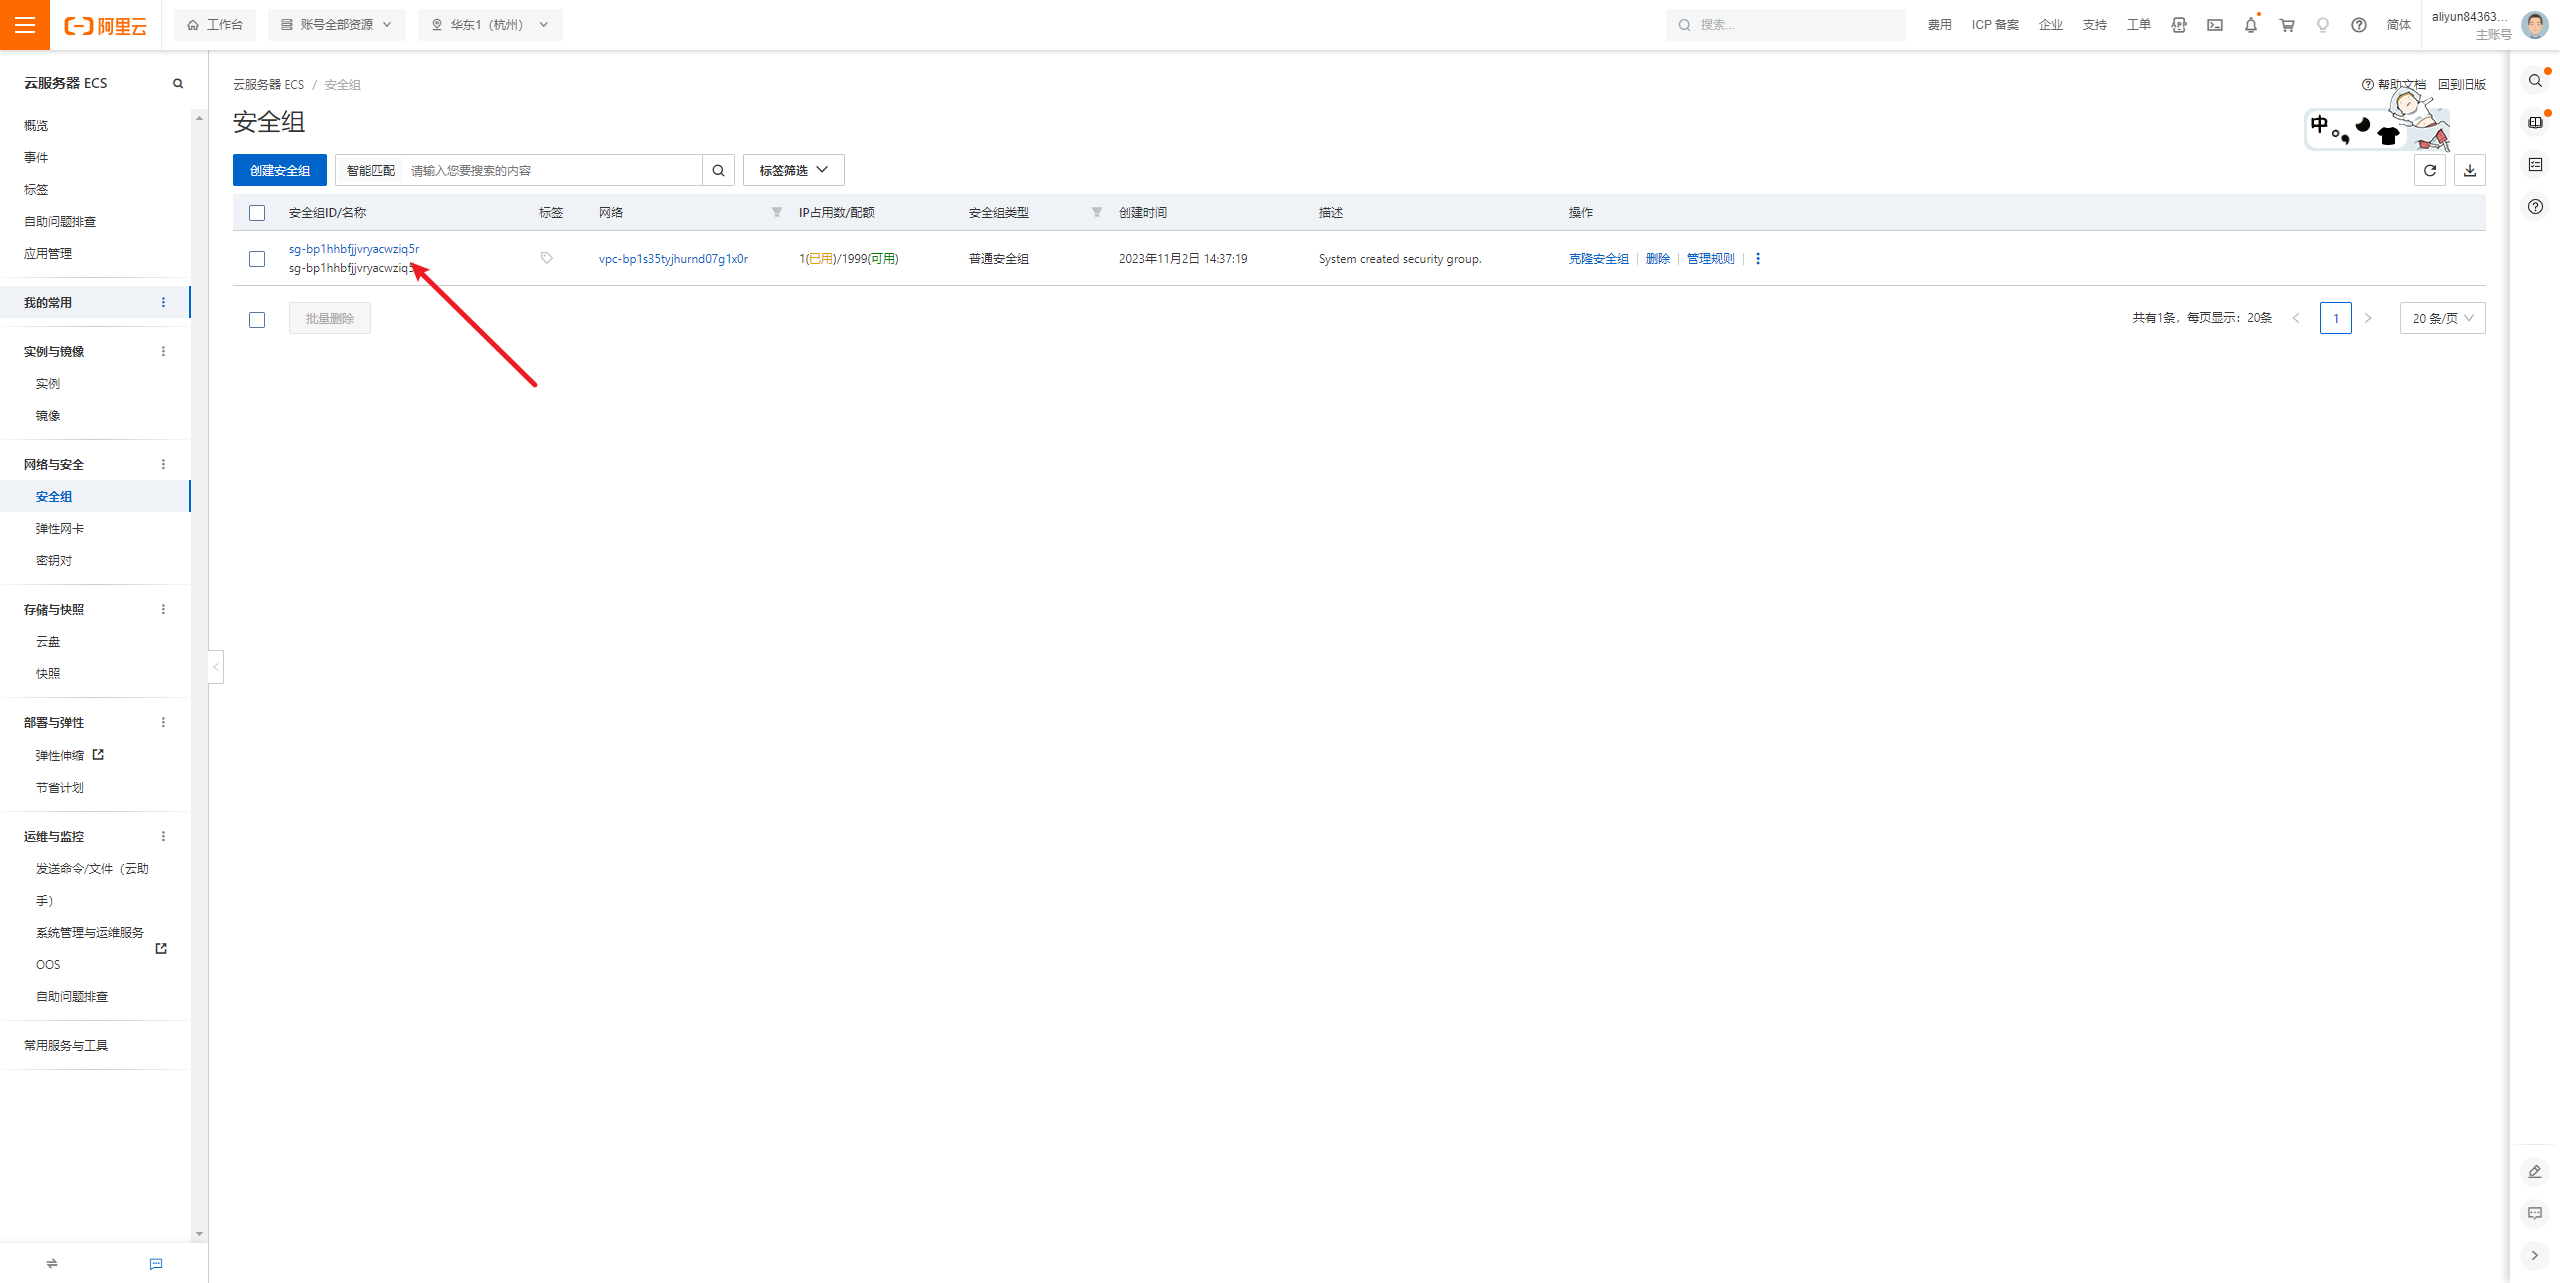 阿里云
工作台
账号全部资源
华东1（杭州）
搜索...
费用
ICP 备案
企业
支持
工单
简体
aliyun84363...
主账号
云服务器 ECS
概览
事件
标签
自助问题排查
应用管理
我的常用
实例与镜像
实例
镜像
网络与安全
安全组
弹性网卡
密钥对
存储与快照
云盘
快照
部署与弹性
弹性伸缩
节省计划
运维与监控
发送命令/文件（云助
手）
系统管理与运维服务
OOS
自助问题排查
常用服务与工具
云服务器 ECS / 安全组
帮助文档
回到旧版
安全组
中
创建安全组
智能匹配
请输入您要搜索的内容
标签筛选
安全组ID/名称
标签
网络
IP占用数/配额
安全组类型
创建时间
描述
操作
sg-bp1hhbfjjvryacwziq5r
sg-bp1hhbfjjvryacwziq5
vpc-bp1s35tyjhurnd07g1x0r
1(已用)/1999(可用)
普通安全组
2023年11月2日 14:37:19
System created security group.
克隆安全组
删除
管理规则
批量删除
共有1条，每页显示：20条
1
20 条/页